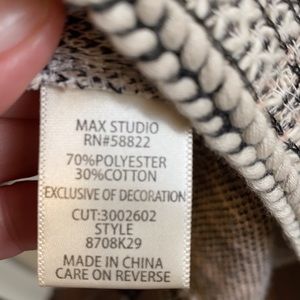 MAX STUDIO
RN#58822
70%POLYESTER
30%COTTON
EXCLUSIVE OF DECORATION
CUT:3002602
STYLE
8708K29
MADE IN CHINA
CARE ON REVERSE